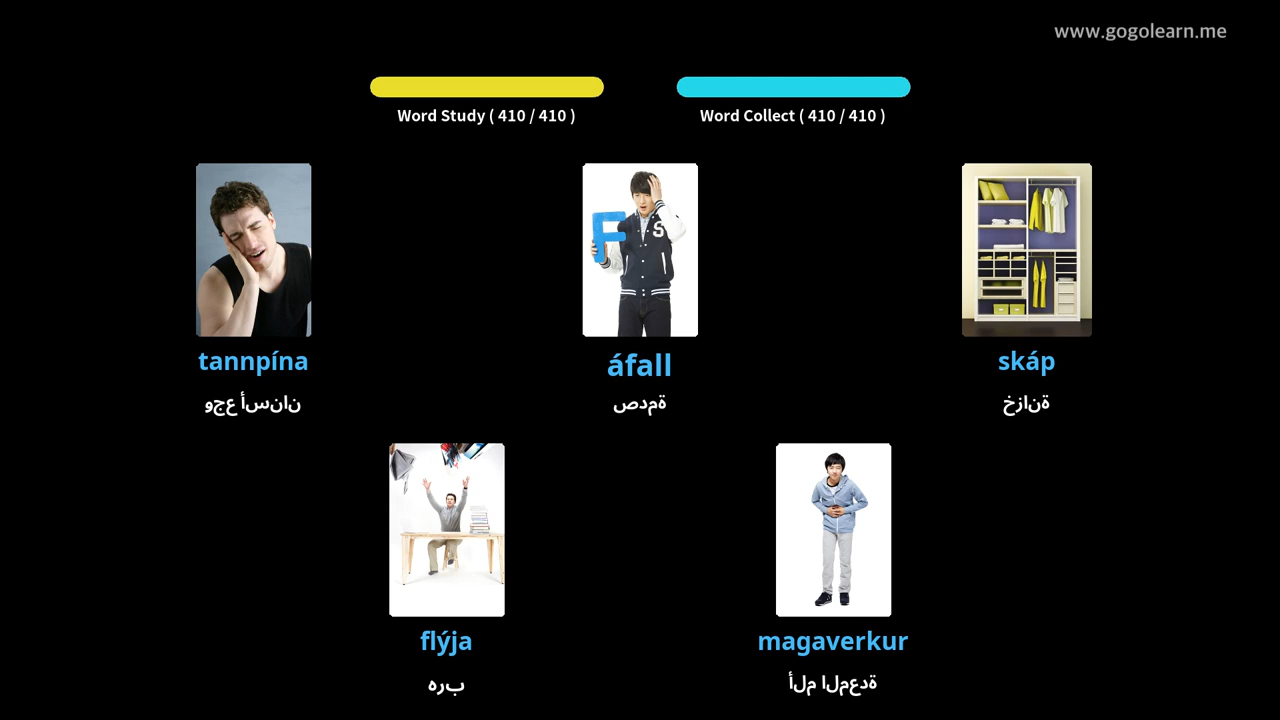 www.gogolearn.me
Word Study ( 410 / 410 )
Word Collect ( 410 / 410 )
F
S
tannpína
áfall
skáp
وجع أسنان
صدمة
خزانة
flýja
magaverkur
هرب
ألم المعدة